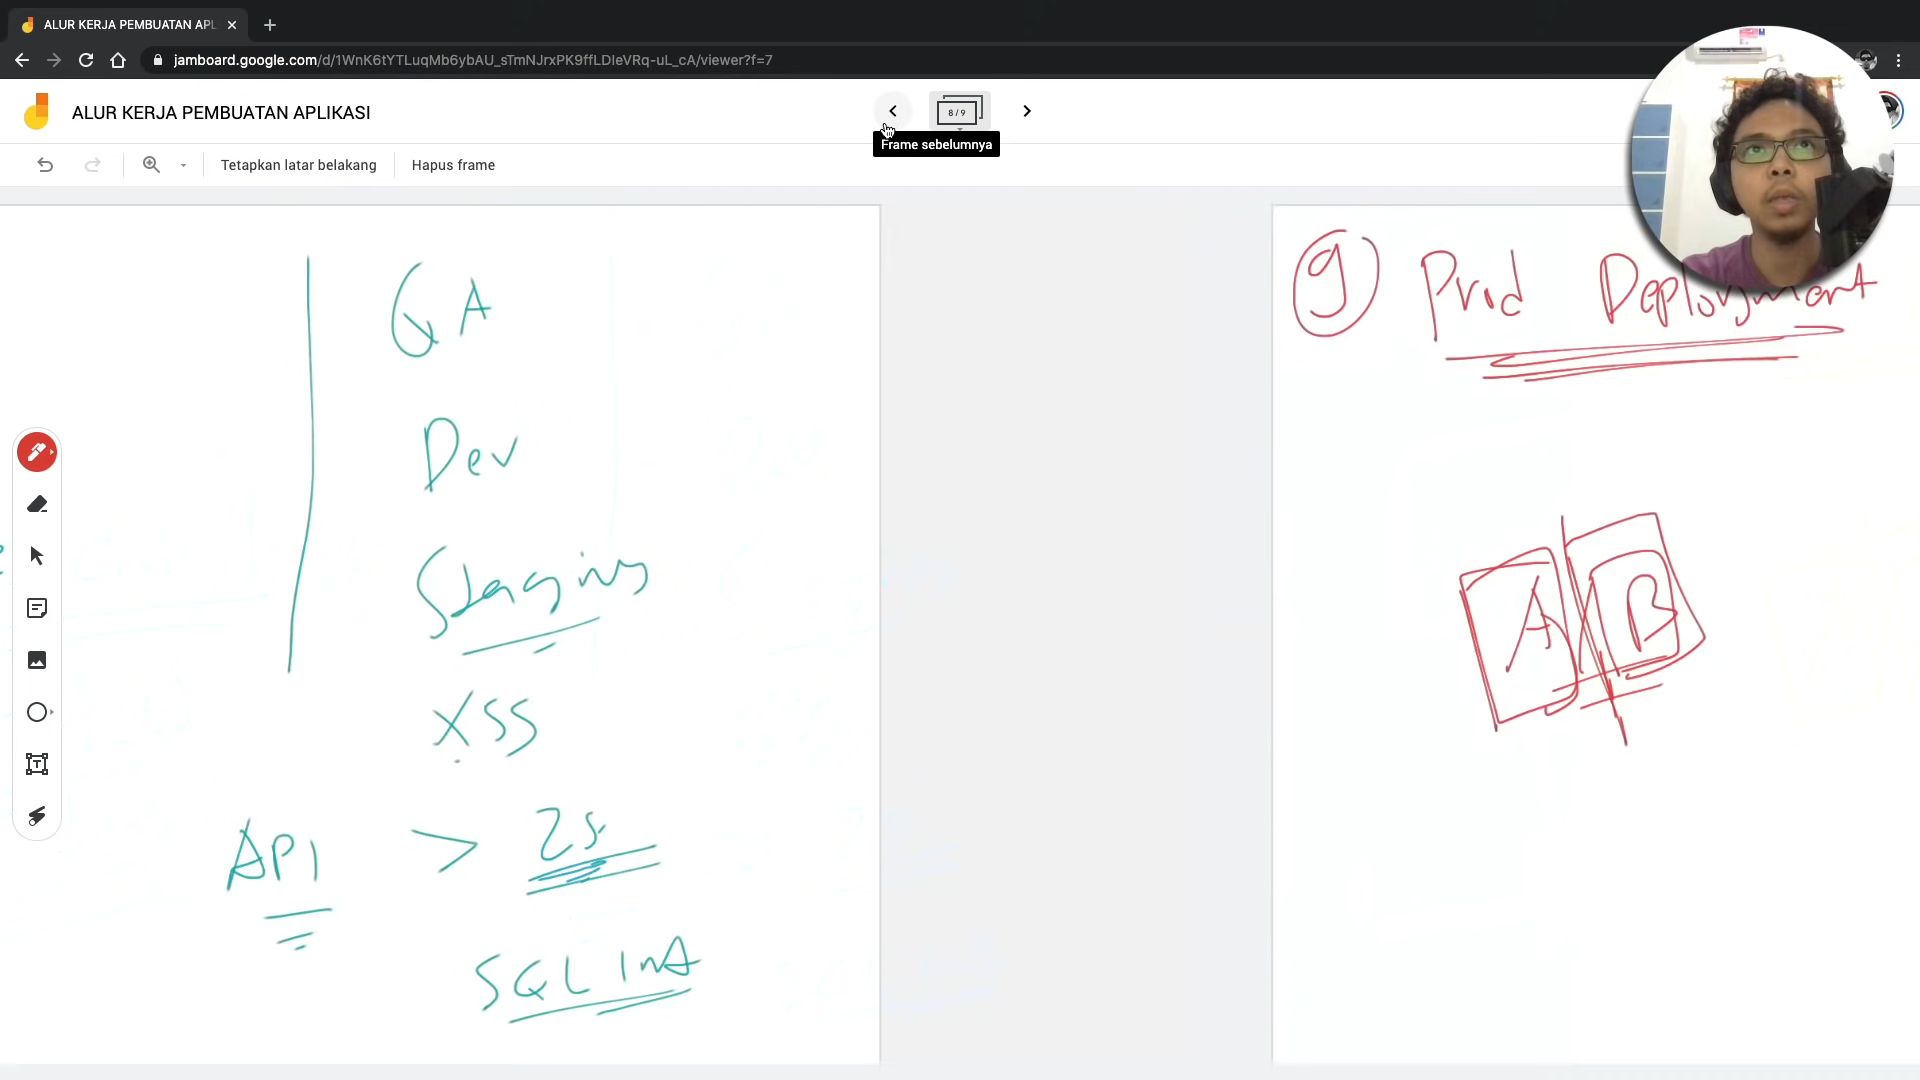 ALUR KERJA PEMBUATAN APL
jamboard.google.com/d/1WnK6tYTLuqMb6ybAU_sTmNJrxPK9ffLDIeVRq-uL_cA/viewer?f=7
ALUR KERJA PEMBUATAN APLIKASI
8/9
Frame sebelumnya
Tetapkan latar belakang
Hapus frame
QA
Dev
Staging
XSS
API > 2s
SQL
9 Prod Deployment
A
B